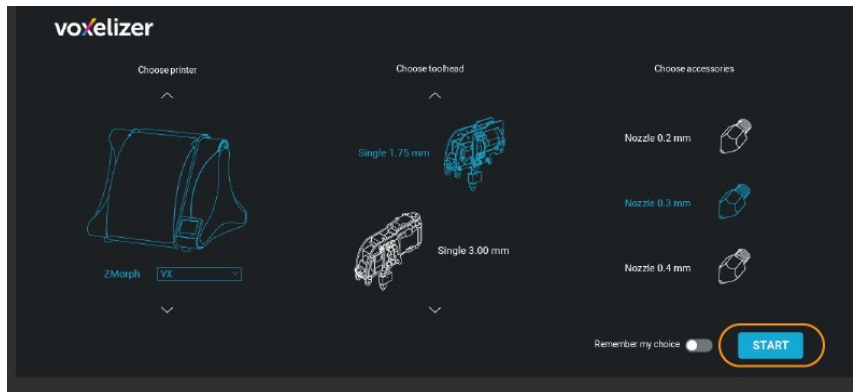 voxelizer
Choose printer
Choose toolhead
Choose accessories
Single 1.75 mm
Nozzle 0.2 mm
Nozzle 0.3 mm
Single 3.00 mm
ZMorph VX
Nozzle 0.4 mm
Remember my choice
START